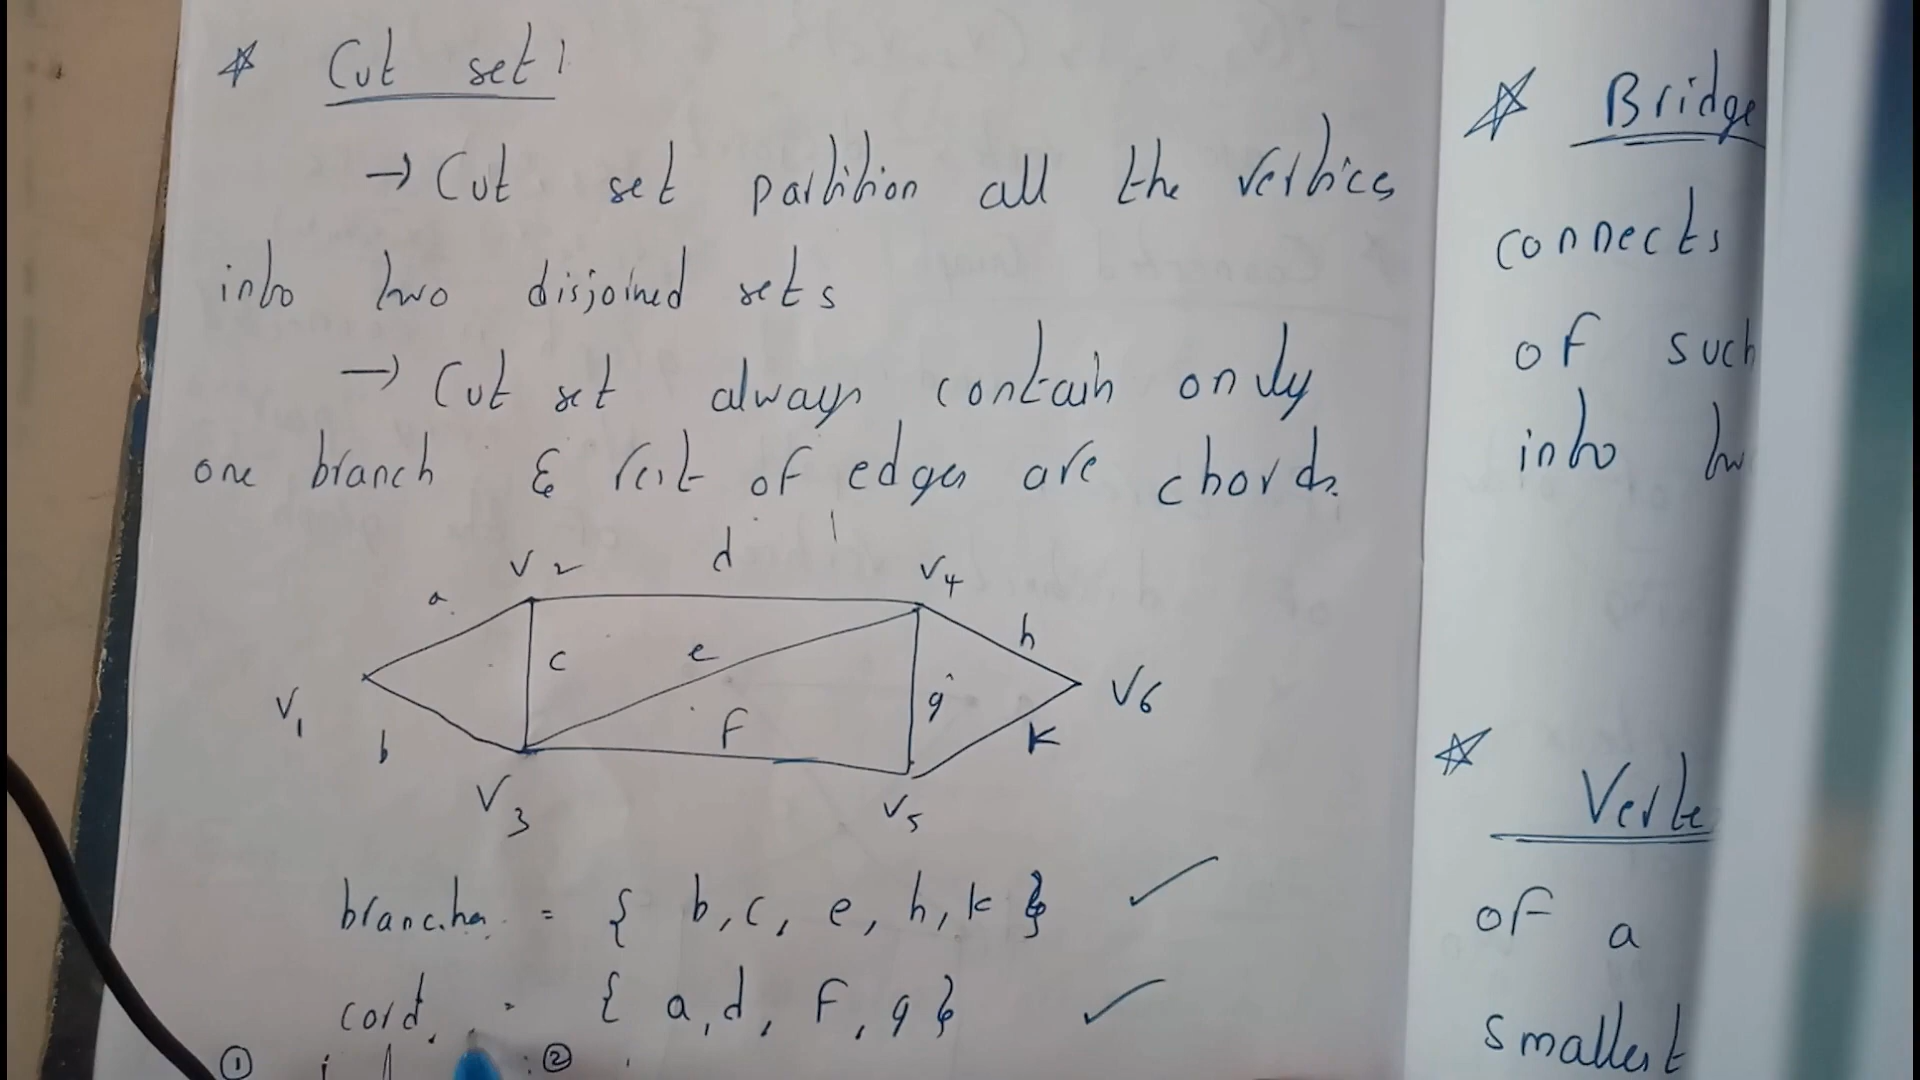 * Cut set!
→ Cut set partition all the vertices
into two disjoined sets
→ Cut set always contain only
one branch & rest of edges are chords.
V2 d V4
a h
c e
V1 g V6
b F K
V3 V5
branches = { b, c, e, h, k }
cord = { a, d, F, g }
① ②
* Bridge
connects
of such
into
* Verte
of a
smallest